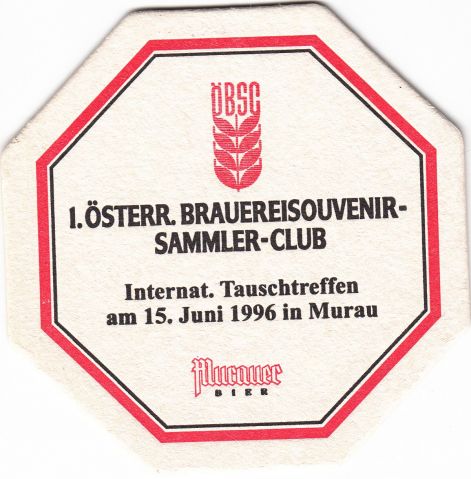 ÖBSC
1. ÖSTERR. BRAUEREISOUVENIR-
SAMMLER-CLUB
Internat. Tauschtreffen
am 15. Juni 1996 in Murau
Murauer
BIER